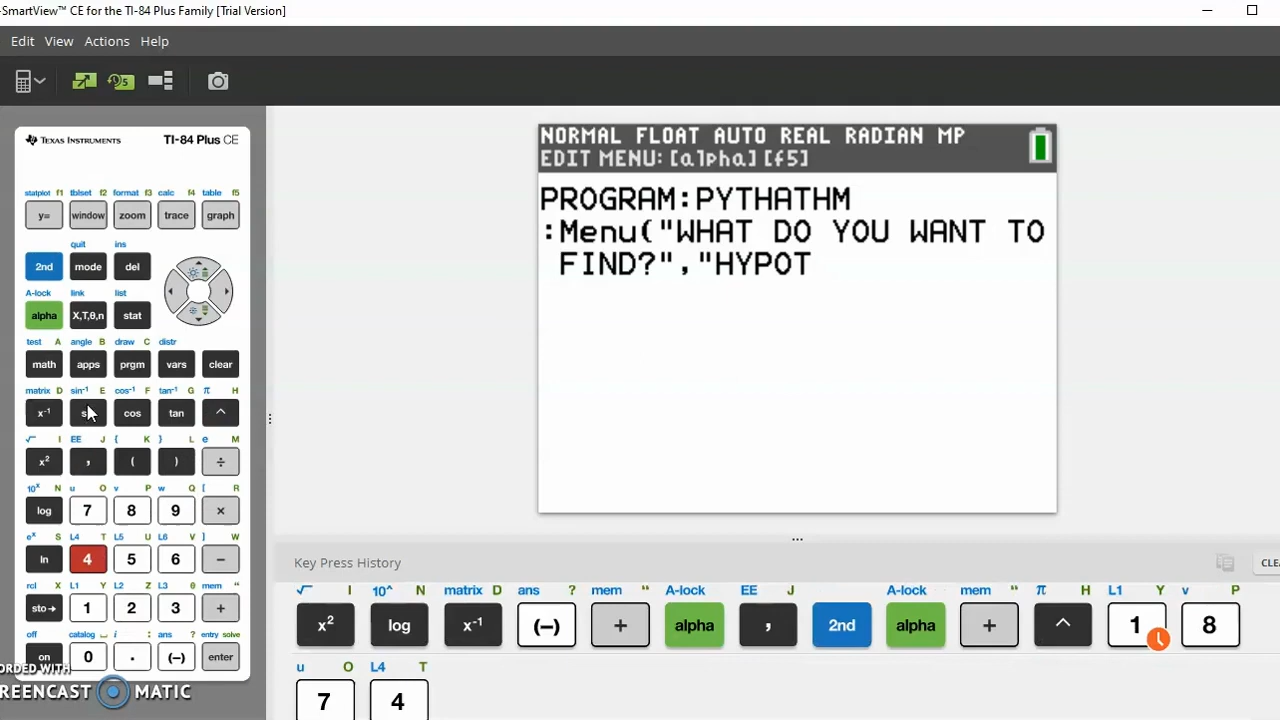 -SmartView™ CE for the TI-84 Plus Family [Trial Version]
Edit View Actions Help
TEXAS INSTRUMENTS TI-84 Plus CE
statplot f1 tblset f2 format f3 calc f4 table f5
y= window zoom trace graph
quit ins
2nd mode del
A-lock link list
alpha X,T,θ,n stat
test A angle B draw C distr
math apps prgm vars clear
matrix D sin⁻¹ E cos⁻¹ F tan⁻¹ G π H
x⁻¹ cos tan ^
√ I EE J { K } L e M
x² , ( ) ÷
10ˣ N u O v P w Q [ R
log 7 8 9 ×
eˣ S L4 T L5 U L6 V ] W
ln 4 5 6 −
rcl X L1 Y L2 Z L3 θ mem "
sto→ 1 2 3 +
off catalog i : ans ? entry solve
on 0 . (−) enter
NORMAL FLOAT AUTO REAL RADIAN MP
EDIT MENU: [alpha] [f5]
PROGRAM:PYTHATHM
:Menu("WHAT DO YOU WANT TO
FIND?","HYPOT
Key Press History
√ I 10^ N matrix D ans ? mem " A-lock EE J A-lock mem " π H L1 Y v P
x² log x⁻¹ (−) + alpha , 2nd alpha + ^ 1 8
u O L4 T
7 4